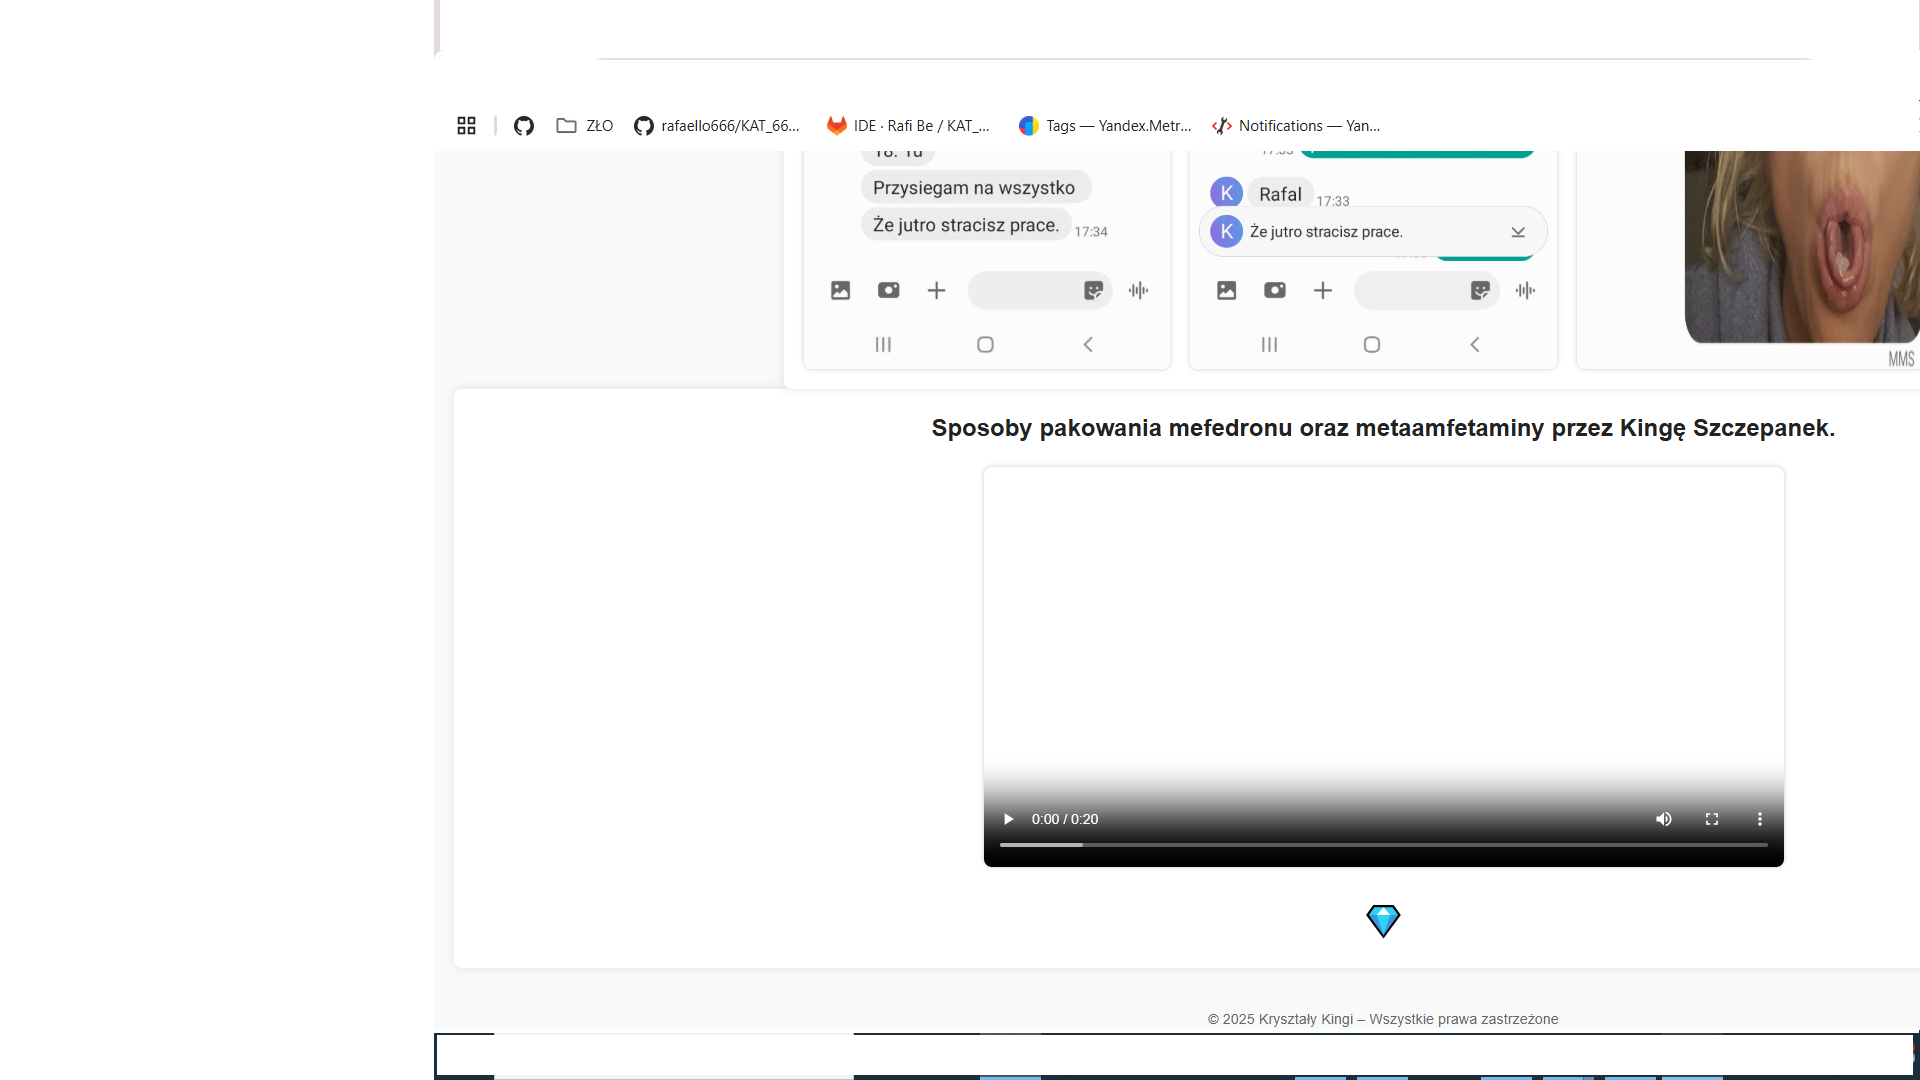 ZŁO
rafaello666/KAT_66...
IDE · Rafi Be / KAT_...
Tags — Yandex.Metr...
Notifications — Yan...
Przysiegam na wszystko
Że jutro stracisz prace.
17:34
K
Rafal
17:33
K
Że jutro stracisz prace.
MMS
Sposoby pakowania mefedronu oraz metaamfetaminy przez Kingę Szczepanek.
0:00 / 0:20
© 2025 Kryształy Kingi – Wszystkie prawa zastrzeżone